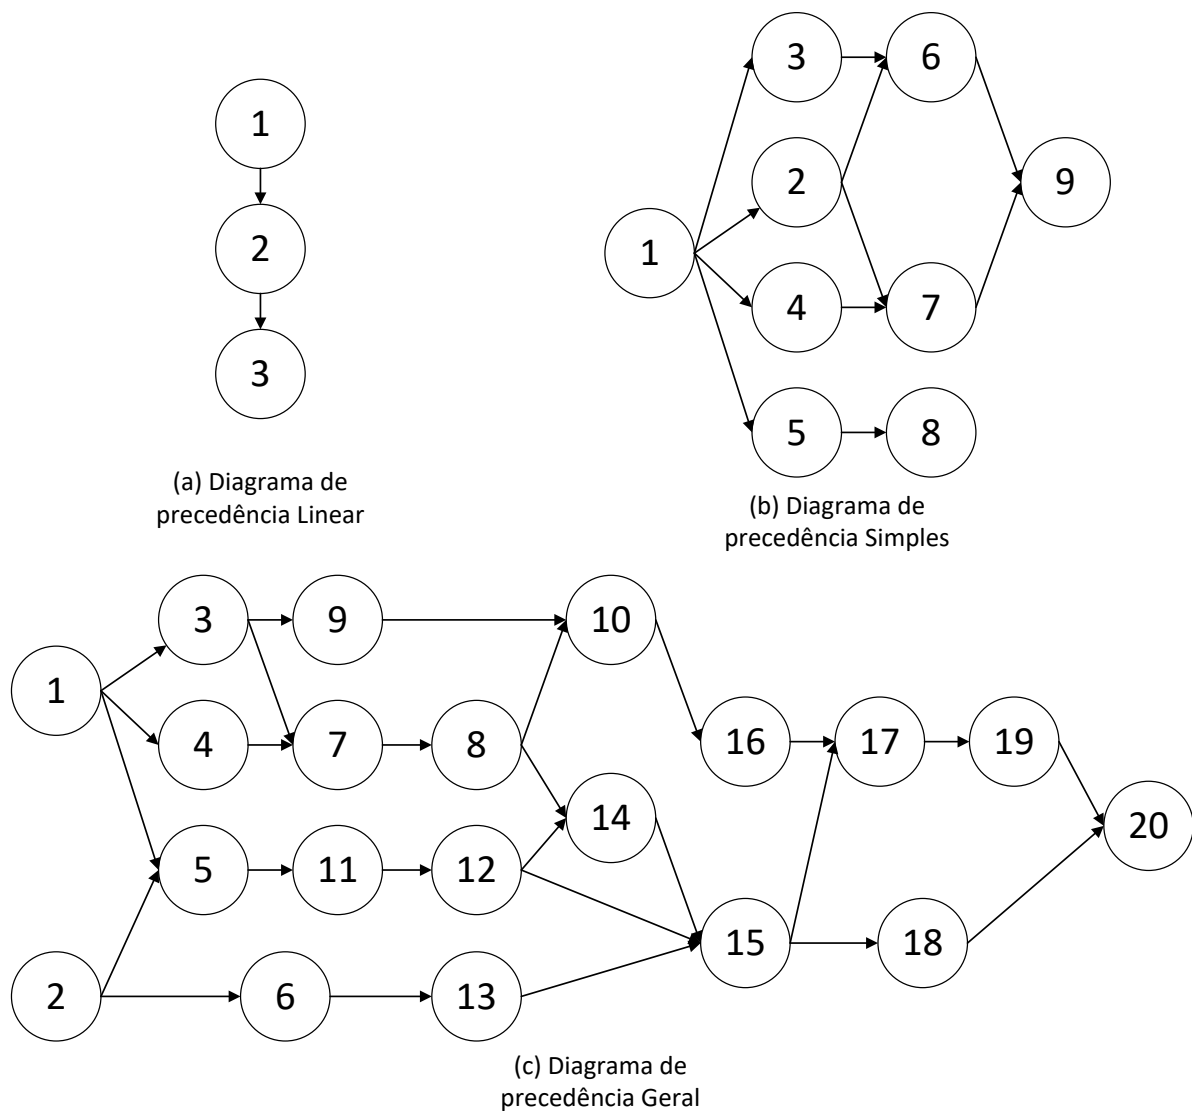 1
2
3
(a) Diagrama de
precedência Linear
3 6
2 9
1
4 7
5 8
(b) Diagrama de
precedência Simples
3 9 10
1
4 7 8 16 17 19
14 20
5 11 12
15 18
2 6 13
(c) Diagrama de
precedência Geral